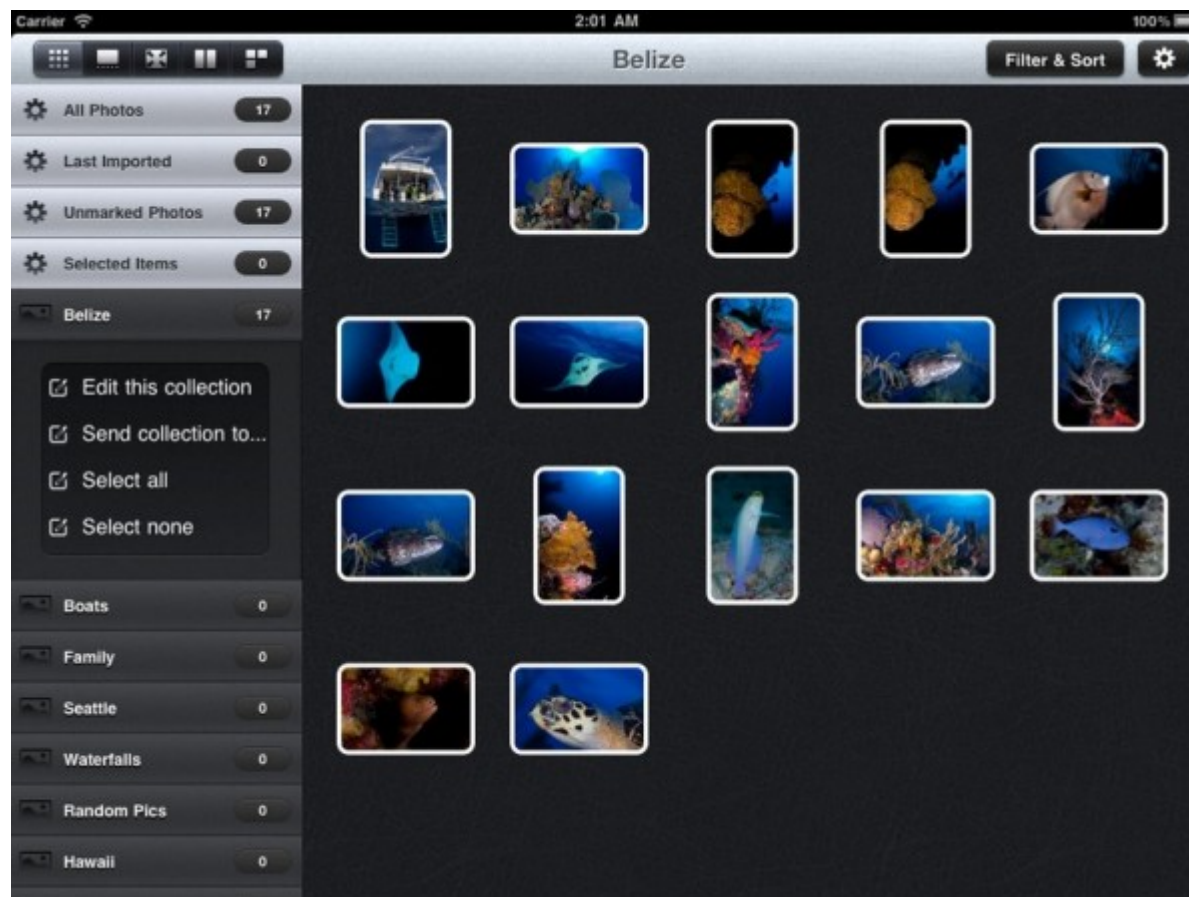 Carrier 2:01 AM 100%
Belize Filter & Sort
All Photos 17
Last Imported 0
Unmarked Photos 17
Selected Items 0
Belize 17
Edit this collection
Send collection to...
Select all
Select none
Boats 0
Family 0
Seattle 0
Waterfalls 0
Random Pics 0
Hawaii 0